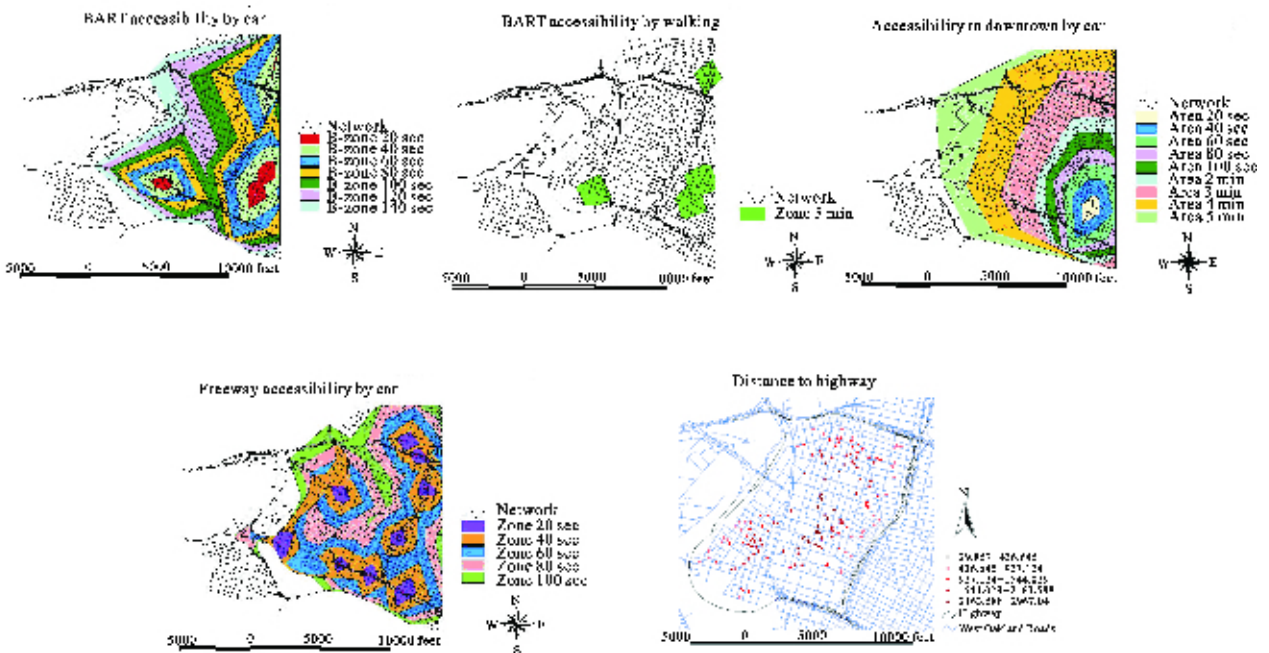 BART accessibility by car
Network
B-zone 20 sec
B-zone 40 sec
B-zone 60 sec
B-zone 80 sec
B-zone 100 sec
B-zone 120 sec
B-zone 140 sec
N
W
S
5000 0 5000 10000 feet
BART accessibility by walking
Network
Zone 5 min
N
W E
S
5000 0 5000
Accessibility to downtown by car
Network
Area 20 sec
Area 40 sec
Area 60 sec
Area 80 sec
Area 100 sec
Area 2 min
Area 3 min
Area 4 min
Area 5 min
N
W E
S
5000 0 5000 10000 feet
Freeway accessibility by car
Network
Zone 20 sec
Zone 40 sec
Zone 60 sec
Zone 80 sec
Zone 100 sec
N
W E
S
5000 0 5000 10000 feet
Distance to highway
N
Highway
West Oakland Roads
5000 0 5000 10000 feet